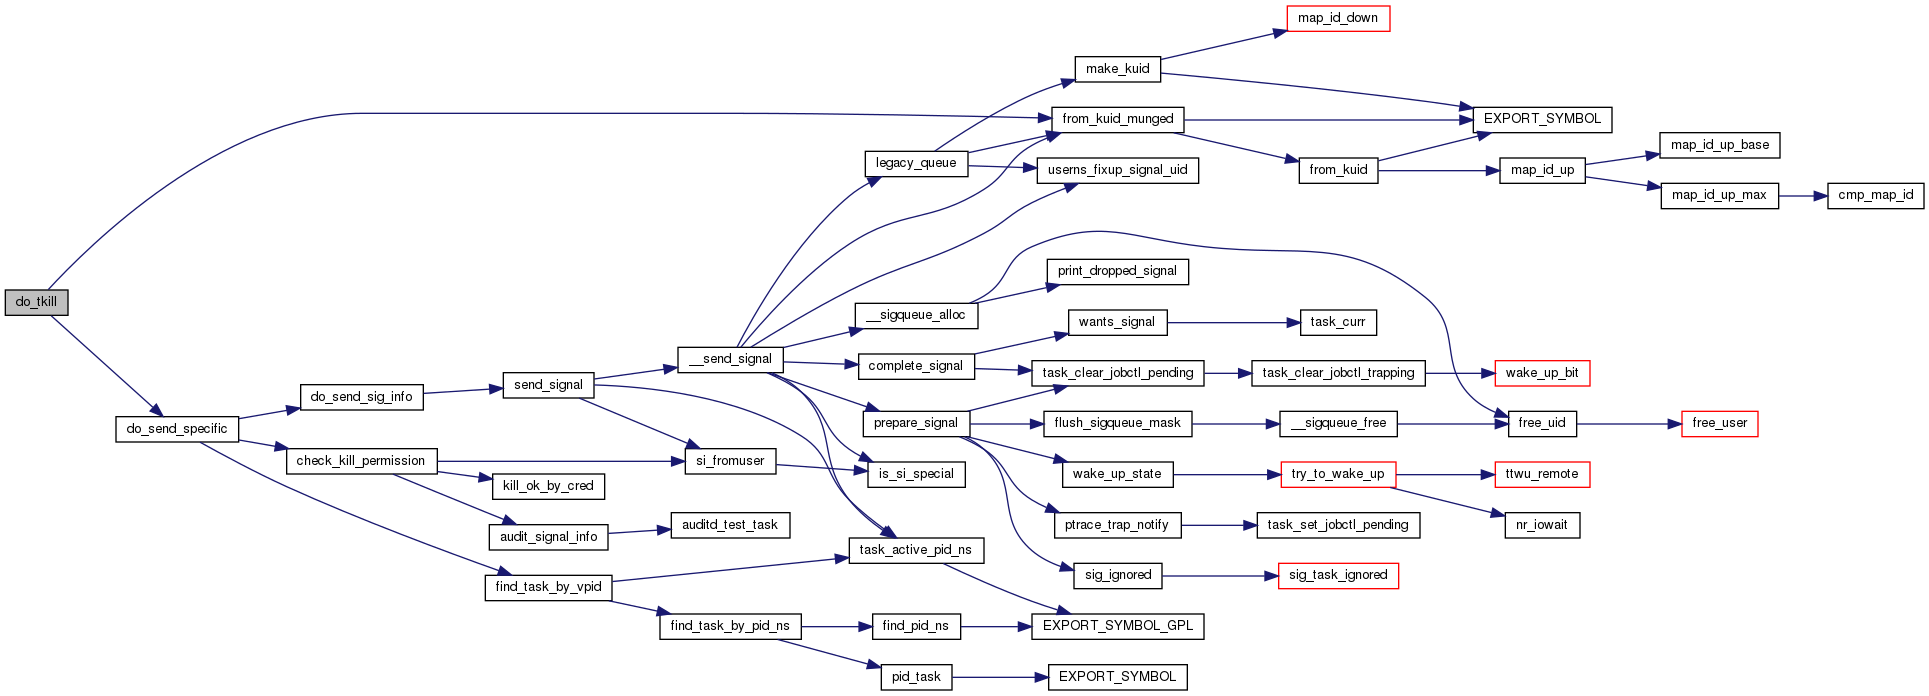 map_id_down
make_kuid
from_kuid_munged
EXPORT_SYMBOL
map_id_up_base
legacy_queue
userns_fixup_signal_uid
from_kuid
map_id_up
map_id_up_max
cmp_map_id
print_dropped_signal
do_tkill
__sigqueue_alloc
wants_signal
task_curr
__send_signal
complete_signal
task_clear_jobctl_pending
task_clear_jobctl_trapping
wake_up_bit
send_signal
do_send_sig_info
do_send_specific
prepare_signal
flush_sigqueue_mask
__sigqueue_free
free_uid
free_user
check_kill_permission
si_fromuser
is_si_special
wake_up_state
try_to_wake_up
ttwu_remote
kill_ok_by_cred
audit_signal_info
auditd_test_task
ptrace_trap_notify
task_set_jobctl_pending
nr_iowait
task_active_pid_ns
sig_ignored
sig_task_ignored
find_task_by_vpid
find_task_by_pid_ns
find_pid_ns
EXPORT_SYMBOL_GPL
pid_task
EXPORT_SYMBOL